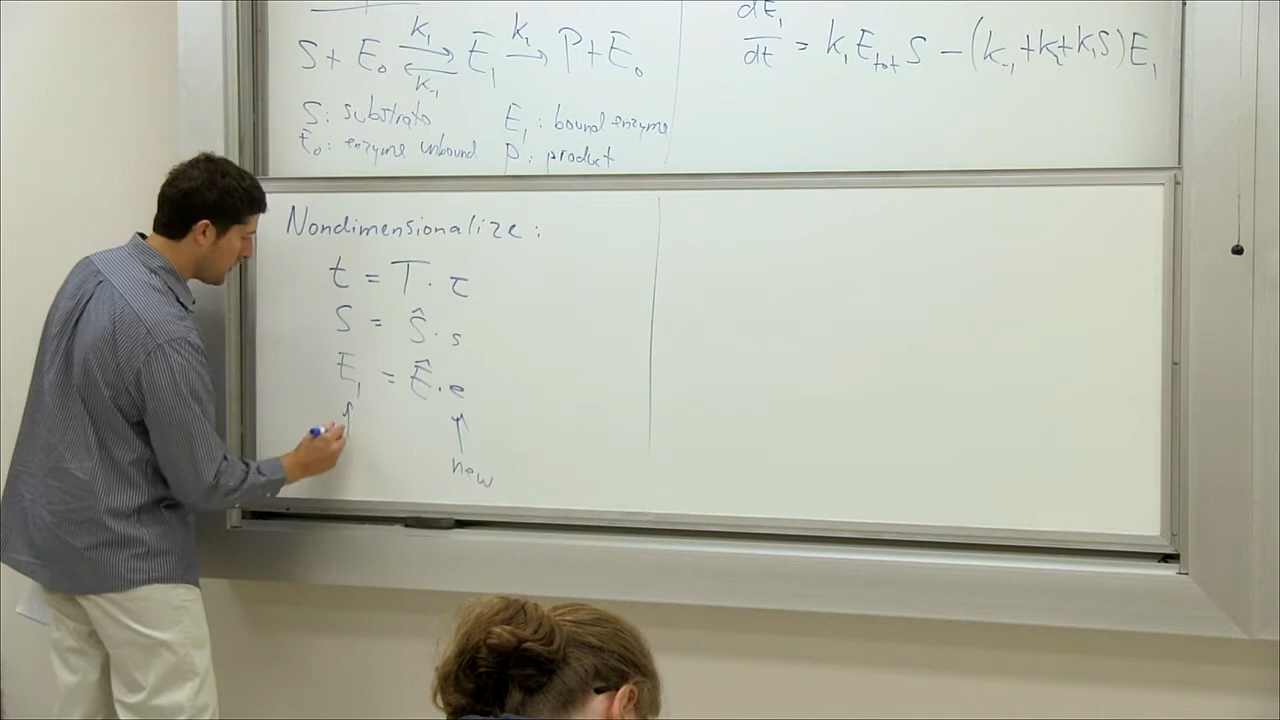 S + E₀ ⇌ E₁ → P + E₀
k₁ k₋₁ k₂
S: substrate E₁: bound enzyme
E₀: enzyme unbound P: product
dE₁/dt = k₁E_tot S − (k₋₁+k₂+k₁S)E₁
Nondimensionalize:
t = T · τ
S = Ŝ · s
E₁ = Ê · e
new